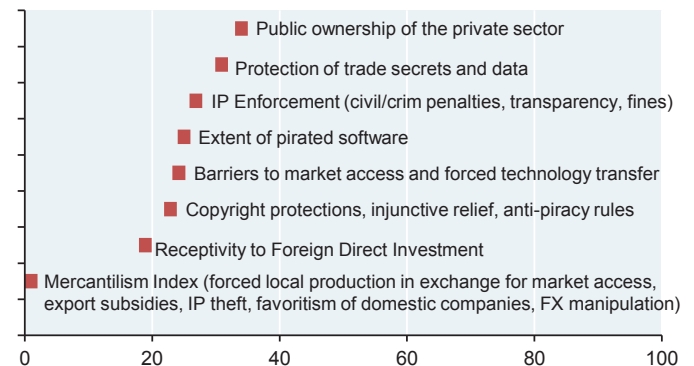 Public ownership of the private sector
Protection of trade secrets and data
IP Enforcement (civil/crim penalties, transparency, fines)
Extent of pirated software
Barriers to market access and forced technology transfer
Copyright protections, injunctive relief, anti-piracy rules
Receptivity to Foreign Direct Investment
Mercantilism Index (forced local production in exchange for market access,
export subsidies, IP theft, favoritism of domestic companies, FX manipulation)
0 20 40 60 80 100